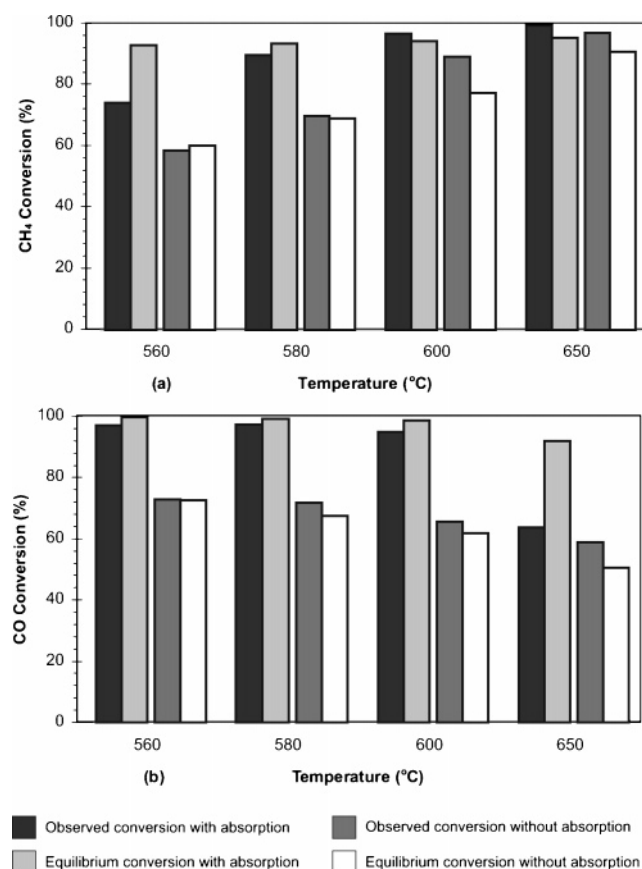 100
80
60
40
20
0
CH₄ Conversion (%)
560 580 600 650
(a) Temperature (°C)
100
80
60
40
20
0
CO Conversion (%)
560 580 600 650
(b) Temperature (°C)
Observed conversion with absorption Observed conversion without absorption
Equilibrium conversion with absorption Equilibrium conversion without absorption